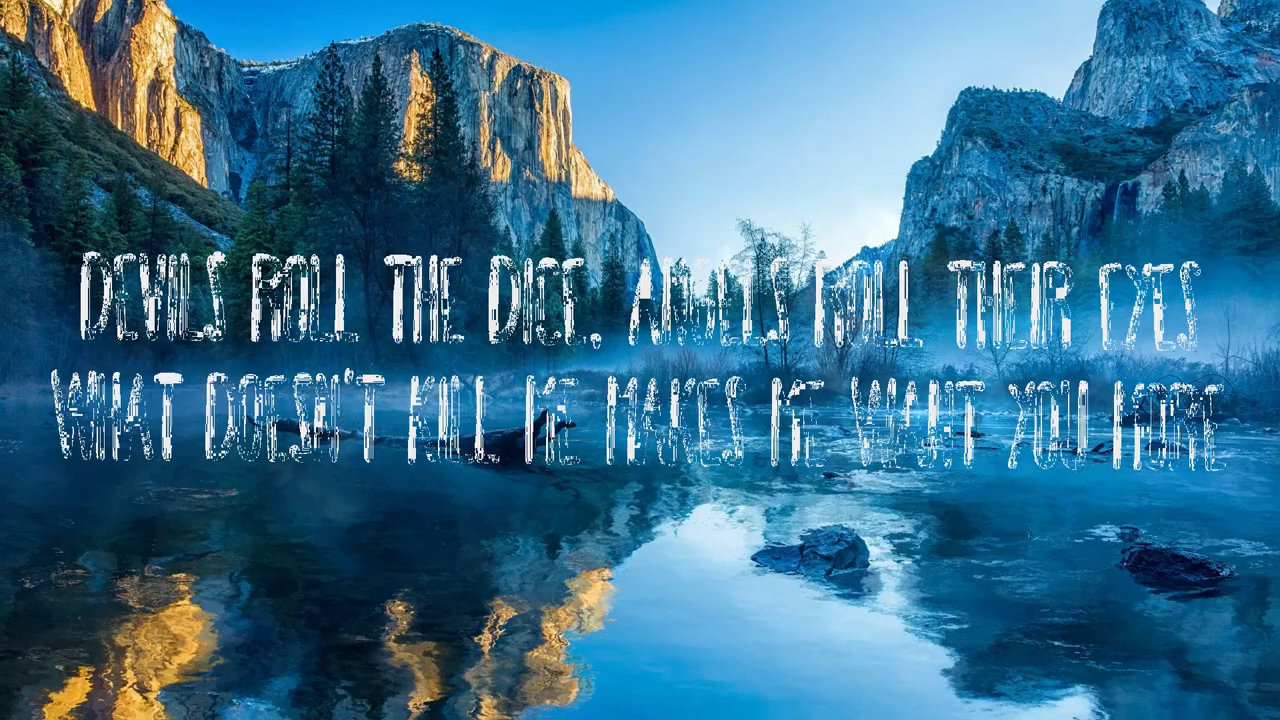 DEVILS ROLL THE DICE, ANGELS ROLL THEIR EYES
WHAT DOESN'T KILL ME MAKES ME WANT YOU MORE